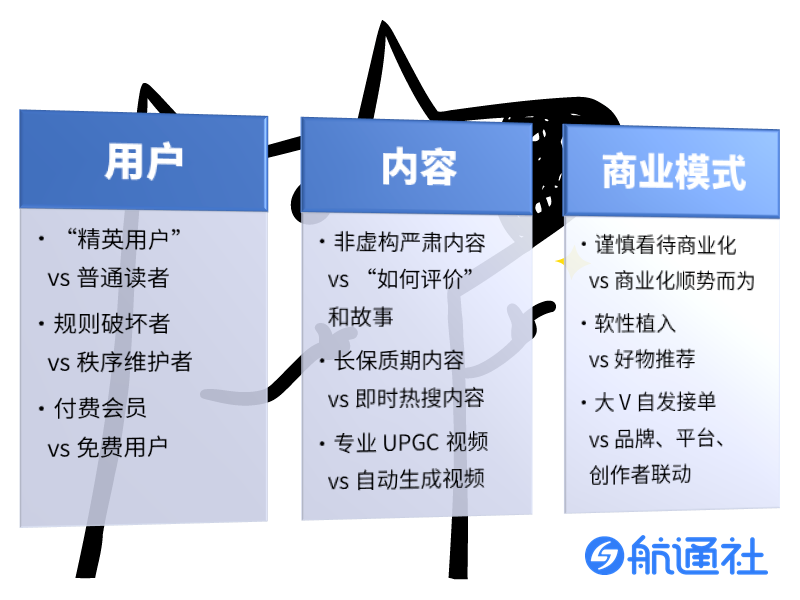 用户
“精英用户”
vs 普通读者
· 规则破坏者
vs 秩序维护者
· 付费会员
vs 免费用户
内容
· 非虚构严肃内容
vs “如何评价”
和故事
· 长保质期内容
vs 即时热搜内容
· 专业 UPGC 视频
vs 自动生成视频
商业模式
· 谨慎看待商业化
vs 商业化顺势而为
· 软性植入
vs 好物推荐
· 大 V 自发接单
vs 品牌、平台、
创作者联动
航通社